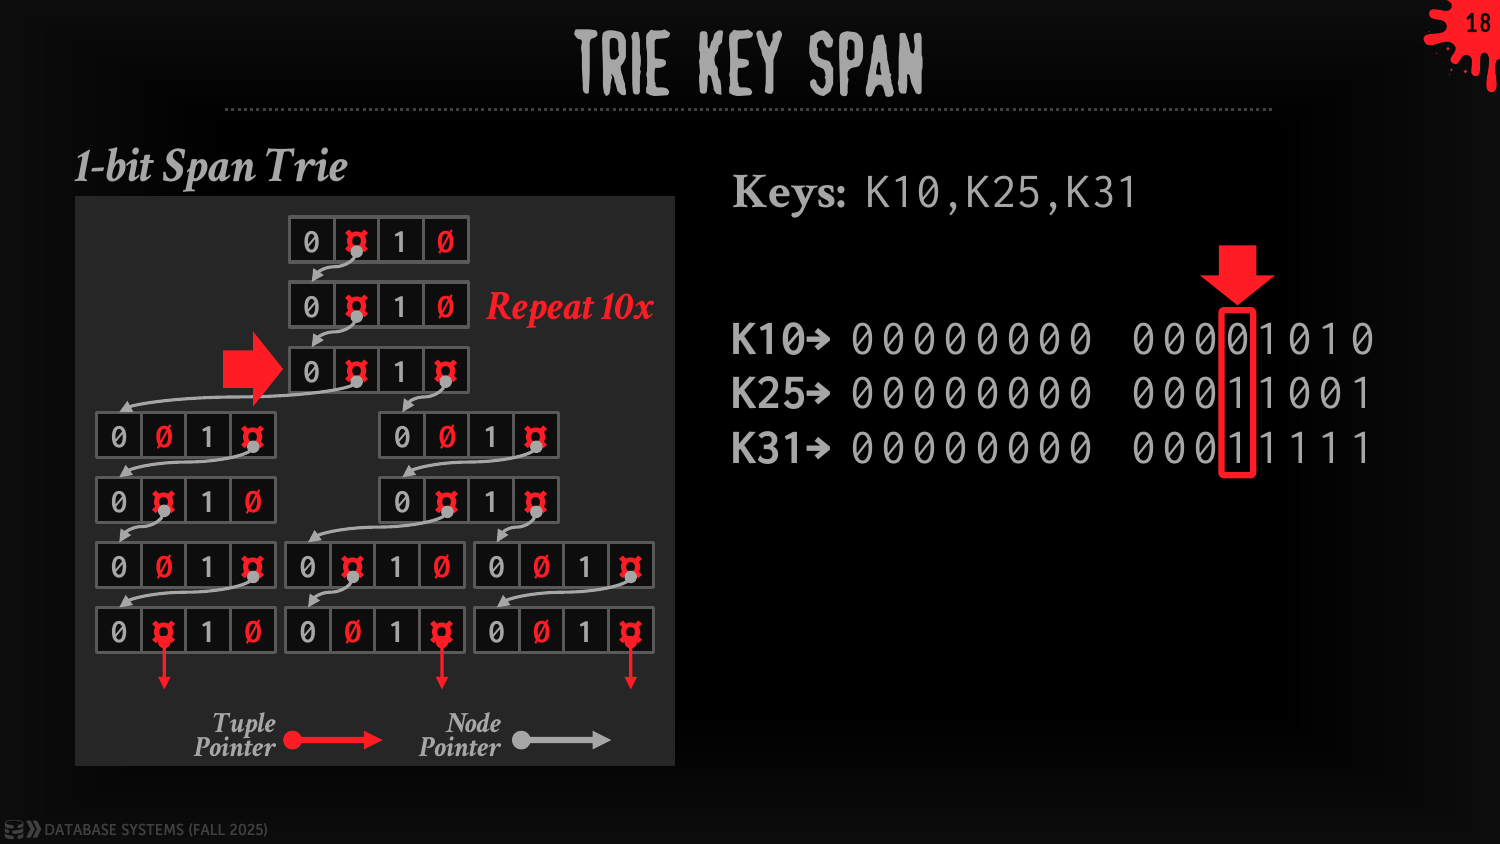 18
TRIE KEY SPAN
1-bit Span Trie
0 ¤ 1 Ø
0 ¤ 1 Ø Repeat 10x
0 ¤ 1 ¤
0 Ø 1 ¤ 0 Ø 1 ¤
0 ¤ 1 Ø 0 ¤ 1 ¤
0 Ø 1 ¤ 0 ¤ 1 Ø 0 Ø 1 ¤
0 ¤ 1 Ø 0 Ø 1 ¤ 0 Ø 1 ¤
Tuple
Pointer
Node
Pointer
Keys: K10,K25,K31
K10→ 00000000 00001010
K25→ 00000000 00011001
K31→ 00000000 00011111
DATABASE SYSTEMS (FALL 2025)